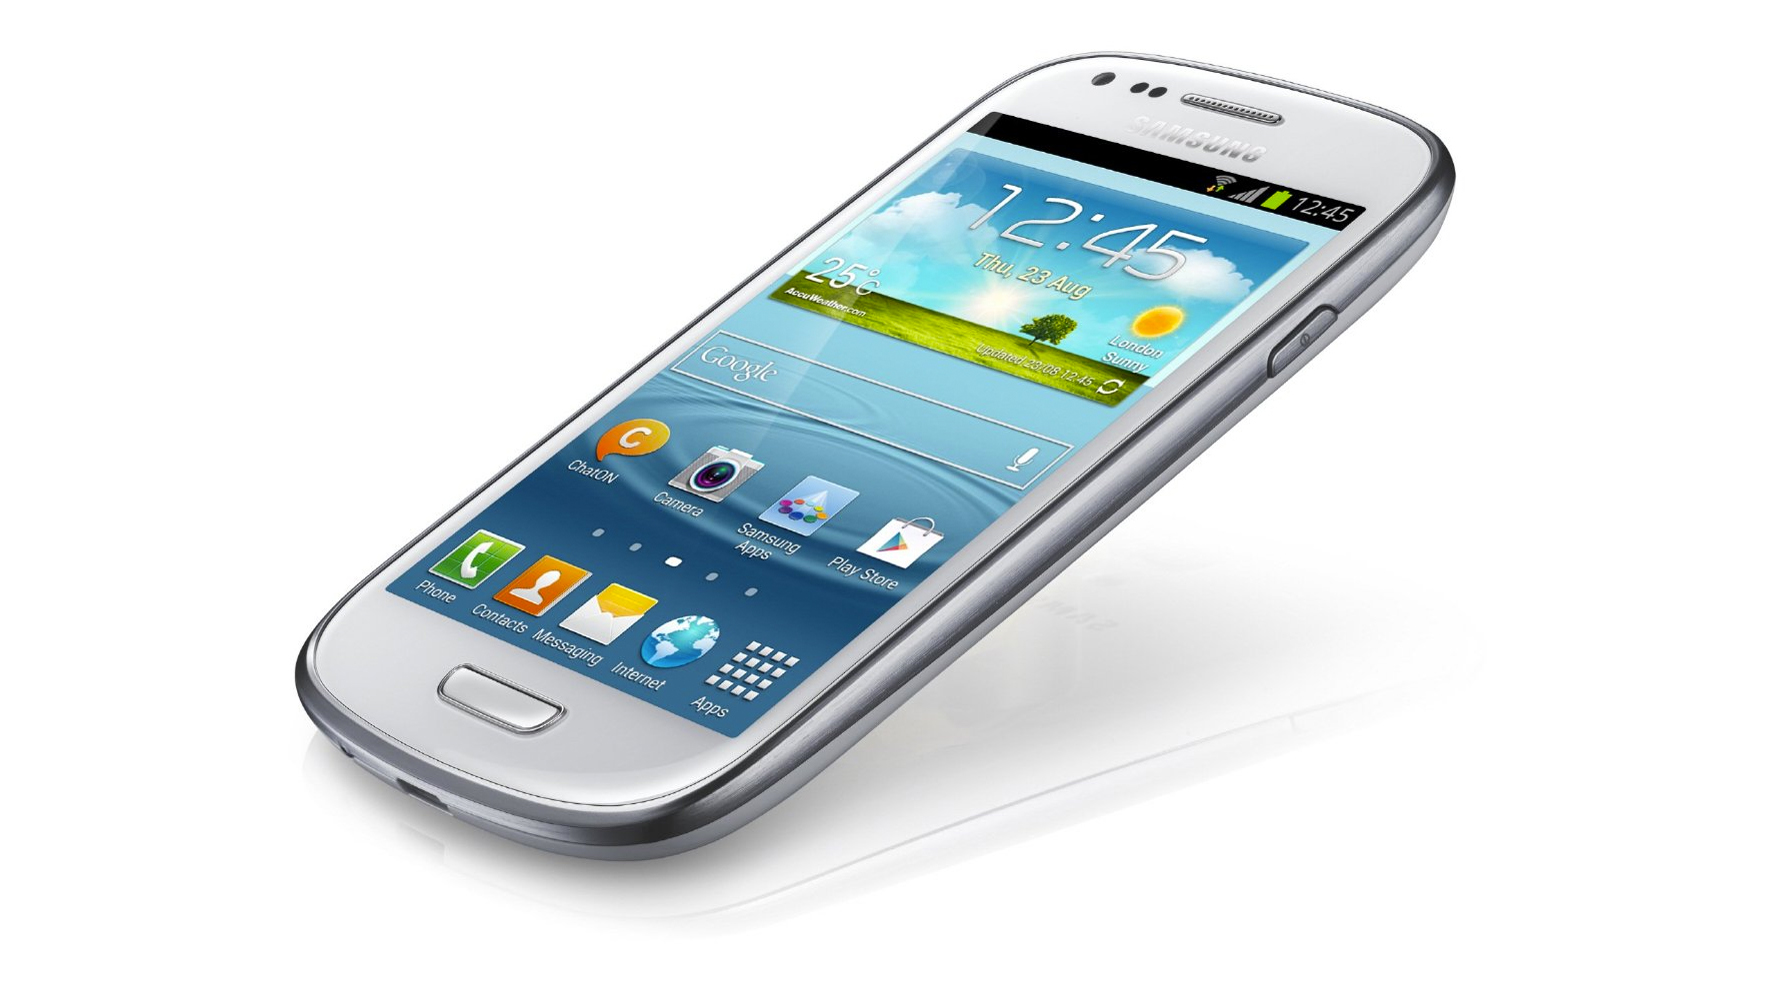 SAMSUNG
12:45
12:45
Thu, 23 Aug
25°C
AccuWeather.com
London
Sunny
Updated 23/08 12:45
Google
ChatON
Camera
Samsung
Apps
Play Store
Phone
Contacts
Messaging
Internet
Apps